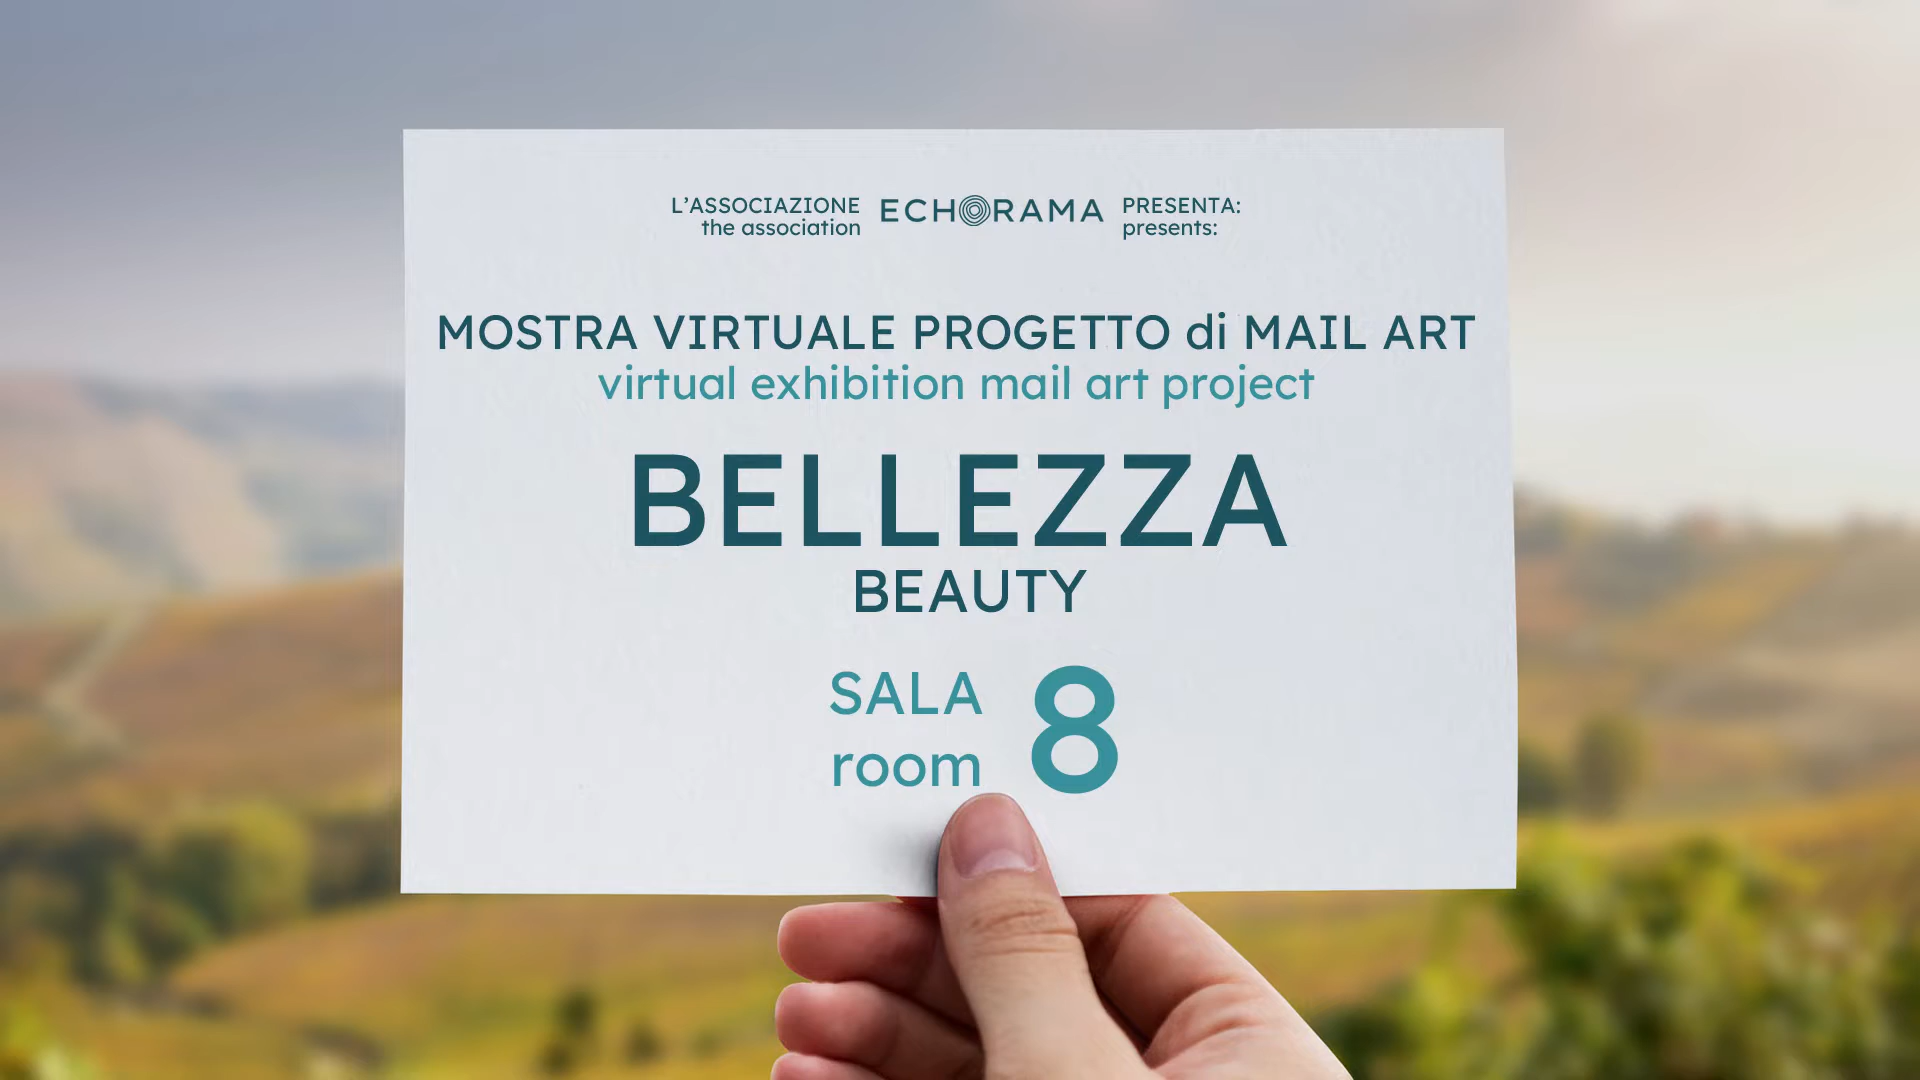 L'ASSOCIAZIONE ECHORAMA PRESENTA:
the association presents:
MOSTRA VIRTUALE PROGETTO di MAIL ART
virtual exhibition mail art project
BELLEZZA
BEAUTY
SALA 8
room